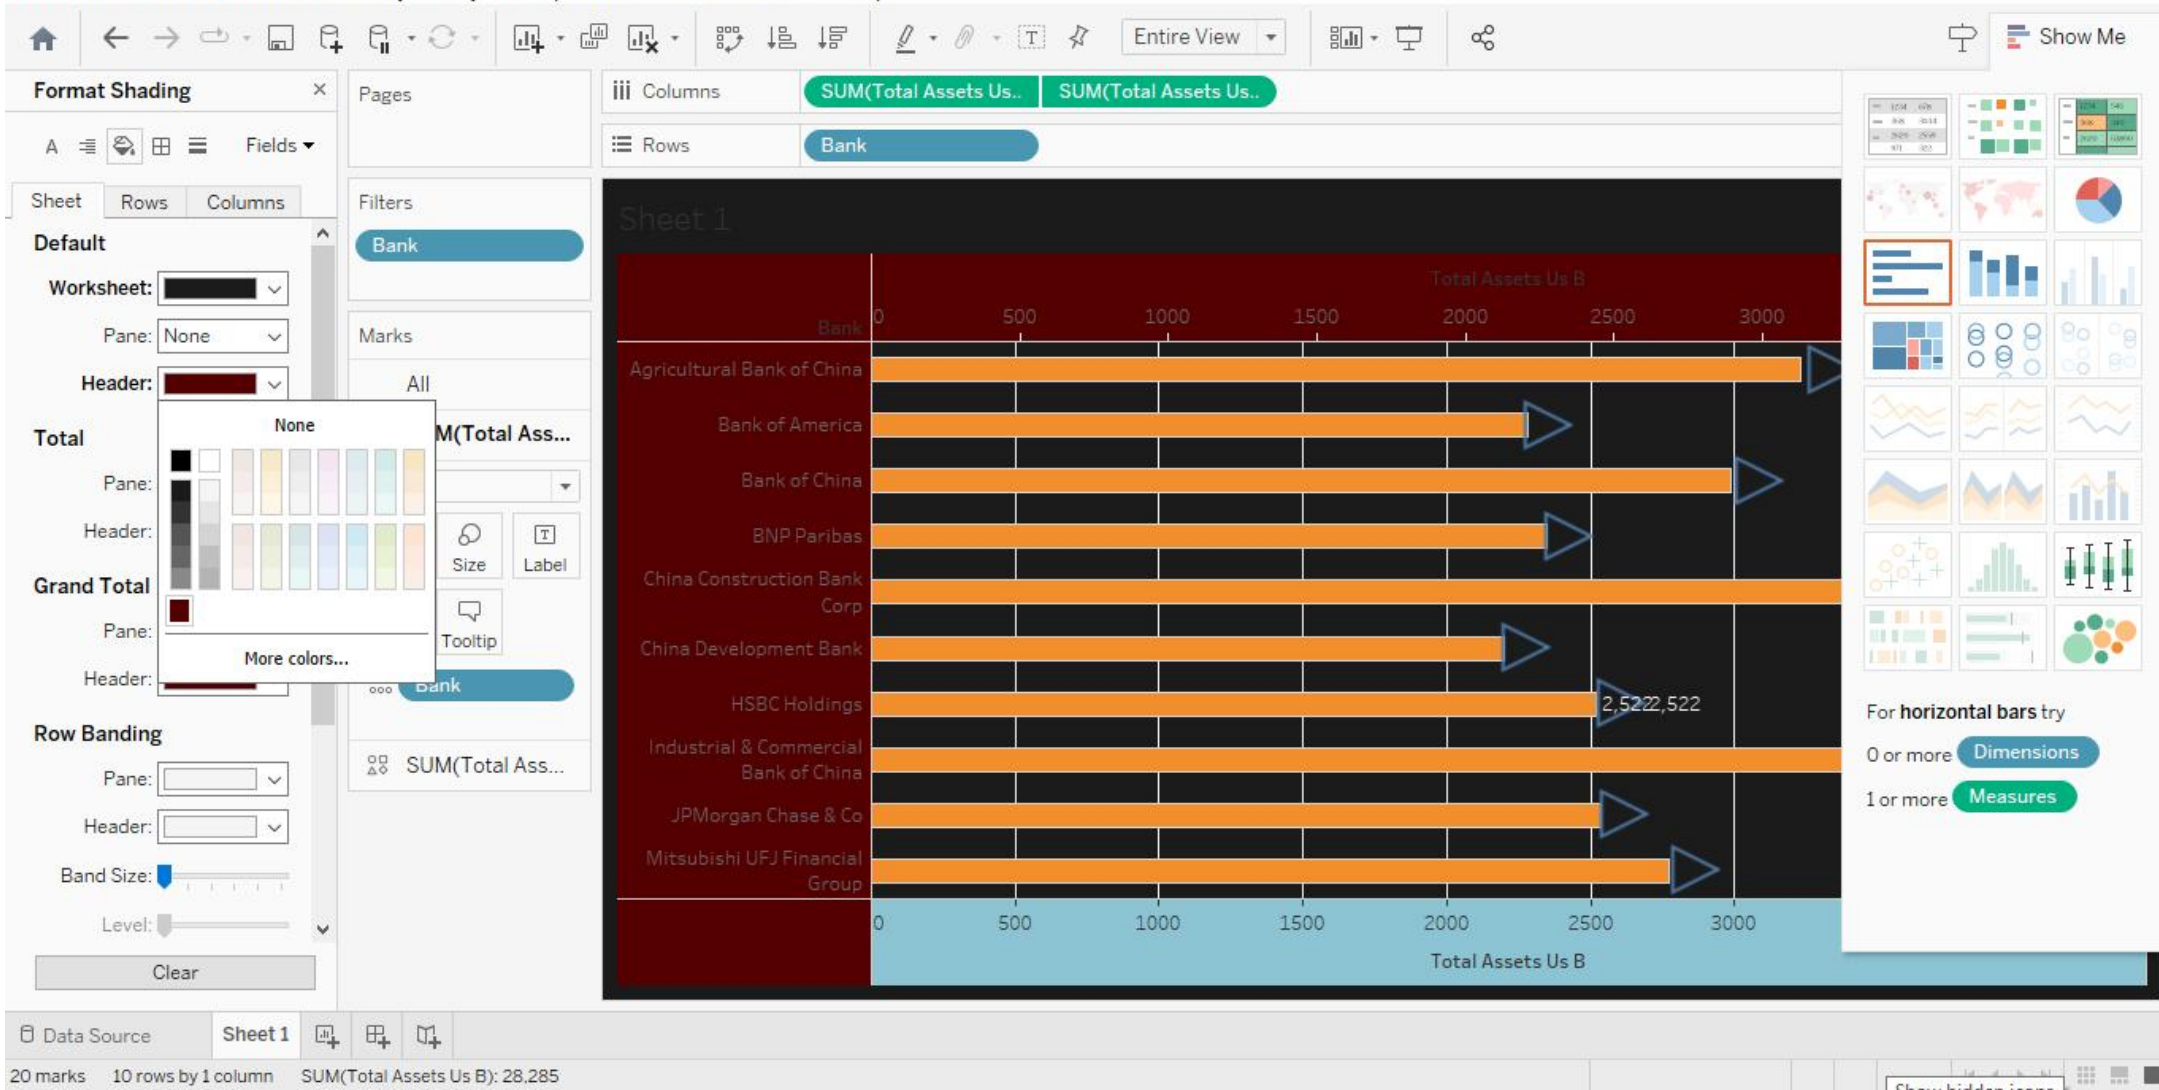 Entire View
Show Me
Format Shading
Fields
Sheet Rows Columns
Default
Worksheet:
Pane: None
Header:
None
Total
Pane:
Header:
Grand Total
Pane:
More colors...
Header:
Row Banding
Pane:
Header:
Band Size:
Level:
Clear
Pages
Filters
Bank
Marks
All
M(Total Ass...
Size
Label
Tooltip
Bank
SUM(Total Ass...
Columns
SUM(Total Assets Us..
SUM(Total Assets Us..
Rows
Bank
Sheet 1
Total Assets Us B
Bank
0 500 1000 1500 2000 2500 3000
Agricultural Bank of China
Bank of America
Bank of China
BNP Paribas
China Construction Bank
Corp
China Development Bank
HSBC Holdings
2,522 2,522
Industrial & Commercial
Bank of China
JPMorgan Chase & Co
Mitsubishi UFJ Financial
Group
0 500 1000 1500 2000 2500 3000
Total Assets Us B
For horizontal bars try
0 or more Dimensions
1 or more Measures
Data Source
Sheet 1
20 marks 10 rows by 1 column SUM(Total Assets Us B): 28,285